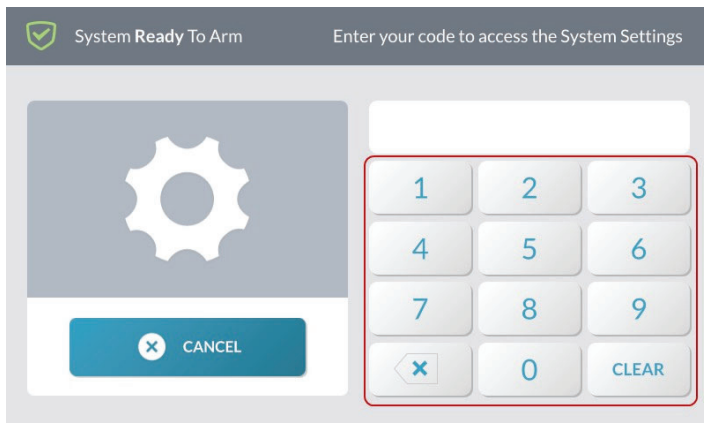 System Ready To Arm
Enter your code to access the System Settings
1 2 3
4 5 6
7 8 9
0 CLEAR
CANCEL